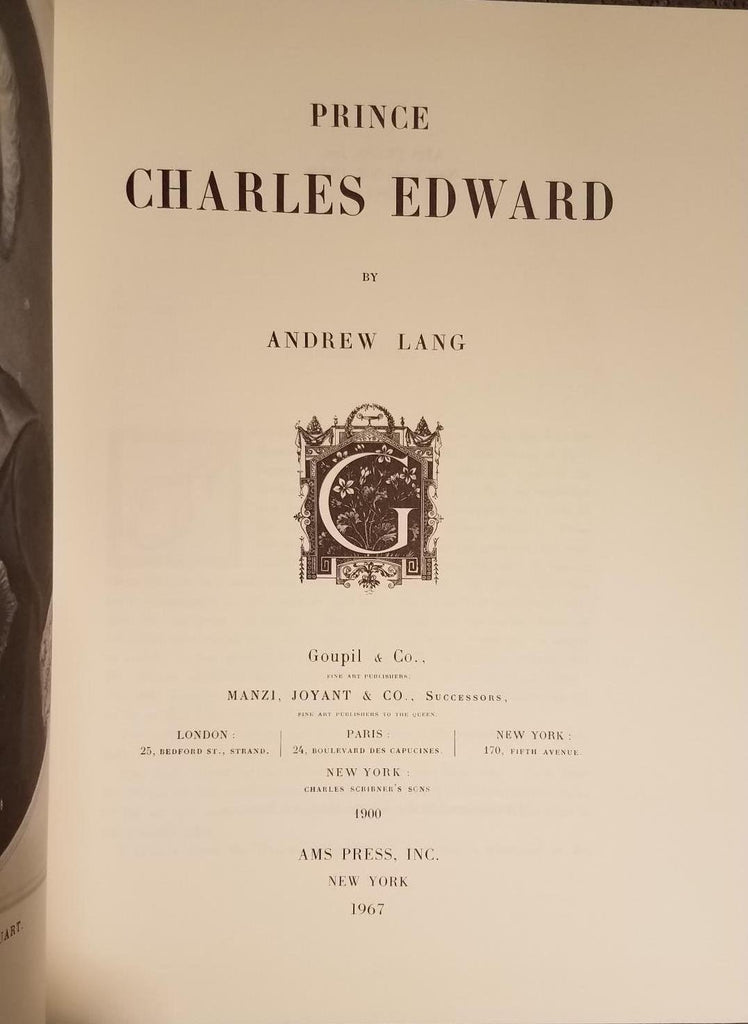 PRINCE
CHARLES EDWARD
BY
ANDREW LANG
G
Goupil & Co.,
FINE ART PUBLISHERS.
MANZI, JOYANT & CO., Successors,
FINE ART PUBLISHERS TO THE QUEEN.
LONDON : PARIS : NEW YORK :
25, BEDFORD ST., STRAND. 24, BOULEVARD DES CAPUCINES. 170, FIFTH AVENUE.
NEW YORK :
CHARLES SCRIBNER'S SONS
1900
AMS PRESS, INC.
NEW YORK
1967